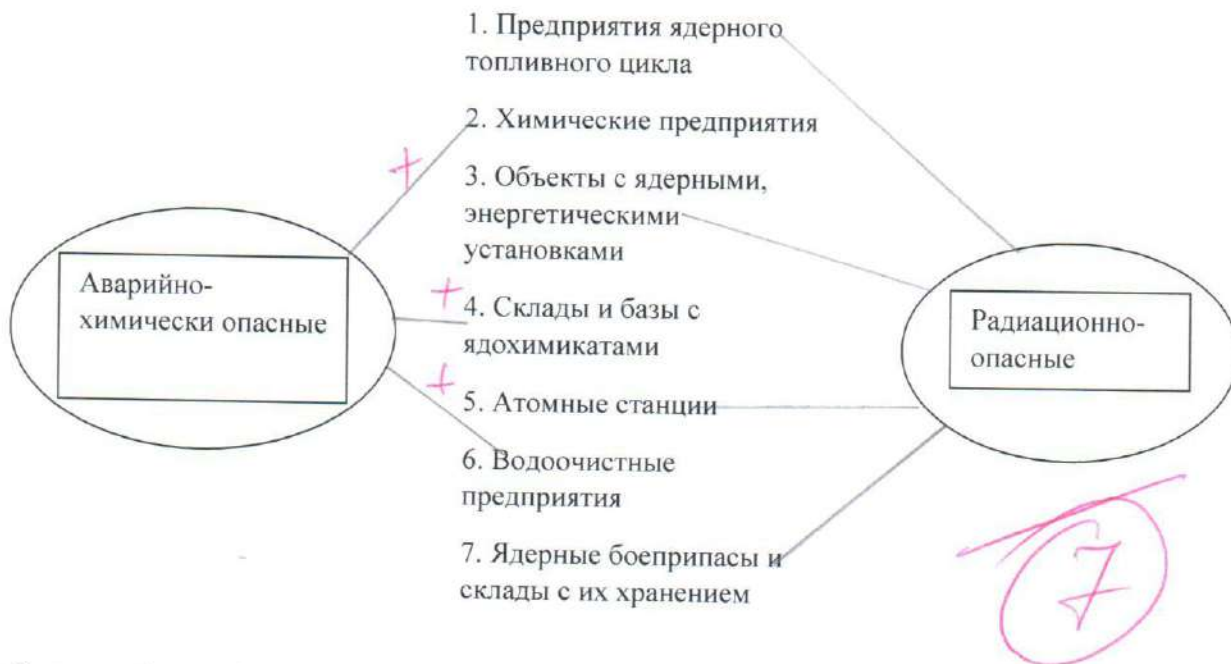 1. Предприятия ядерного
топливного цикла
2. Химические предприятия
3. Объекты с ядерными,
энергетическими
установками
Аварийно-
химически опасные
4. Склады и базы с
ядохимикатами
Радиационно-
опасные
5. Атомные станции
6. Водоочистные
предприятия
7. Ядерные боеприпасы и
склады с их хранением
+
+
+
7